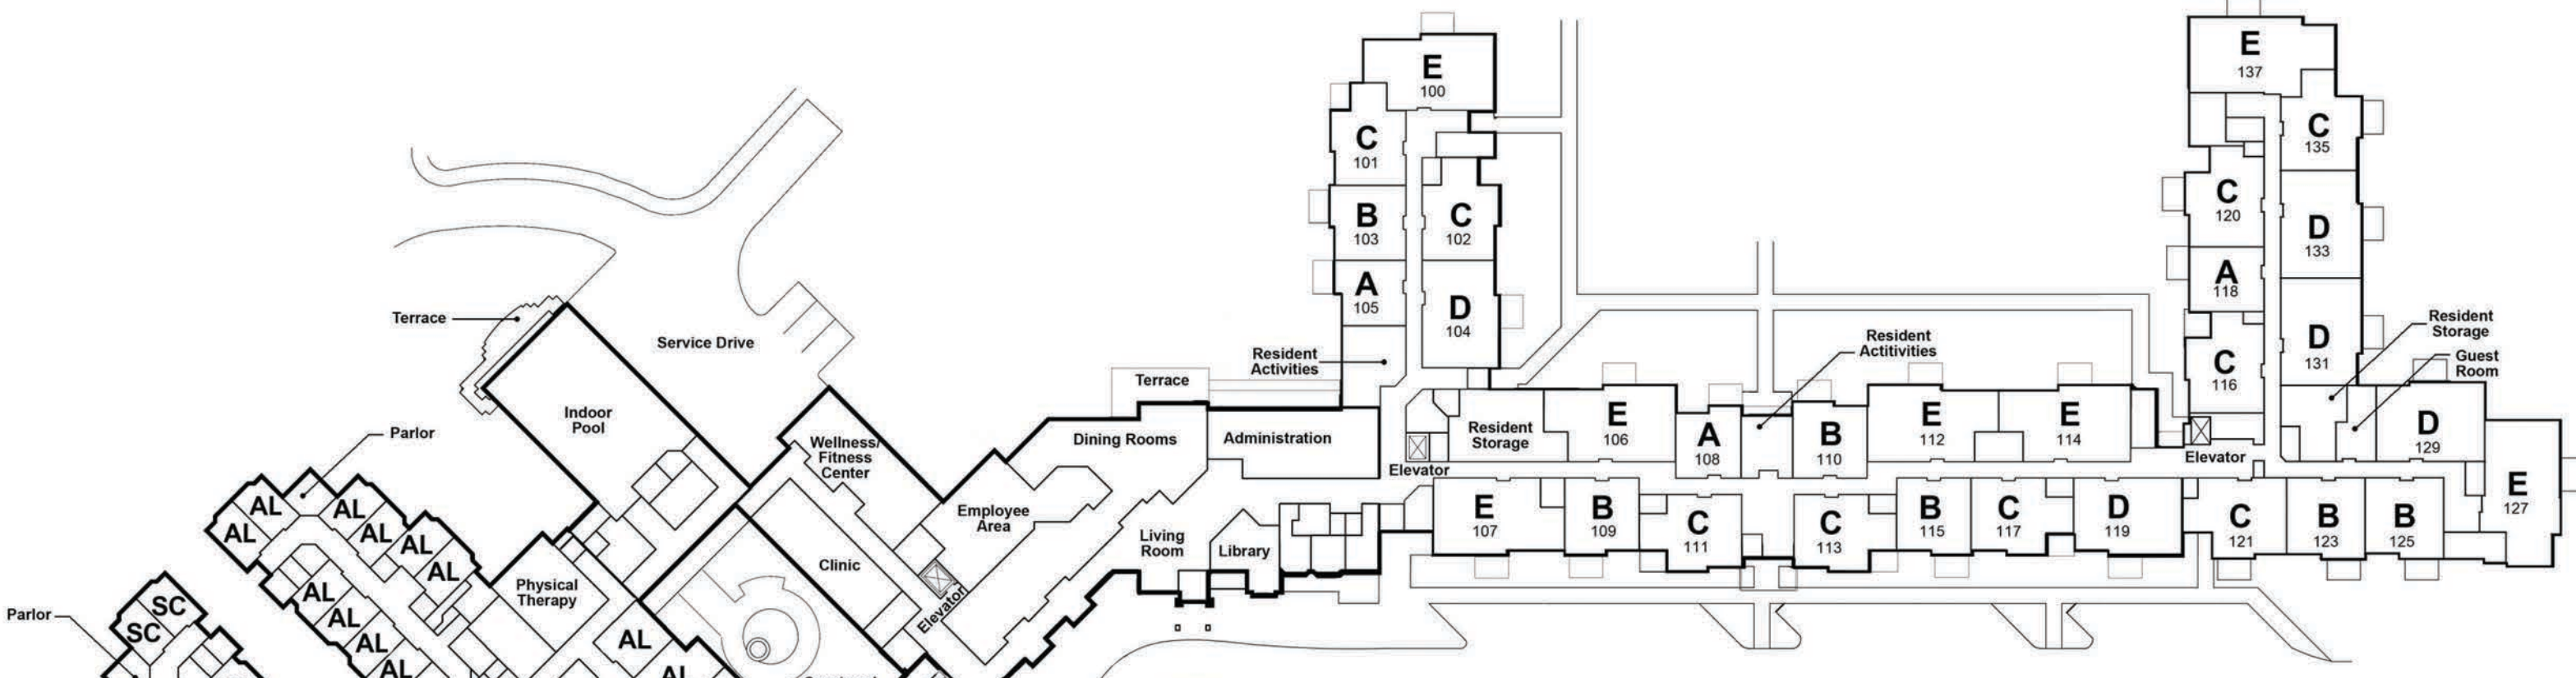 E
137
E
100
C
135
C
101
C
120
B
103
C
102
D
133
A
118
A
105
D
104
Terrace
Service Drive
Resident
Activities
Resident
Actitivities
D
131
C
116
Resident
Storage
Guest
Room
Terrace
Indoor
Pool
Parlor
Wellness/
Fitness
Center
Dining Rooms
Administration
Elevator
Resident
Storage
E
106
A
108
B
110
E
112
E
114
Elevator
D
129
E
127
AL
AL
AL
AL
AL
AL
Employee
Area
Living
Room
Library
E
107
B
109
C
111
C
113
B
115
C
117
D
119
C
121
B
123
B
125
Clinic
Physical
Therapy
Elevator
Parlor
SC
SC
AL
AL
AL
AL
AL
AL